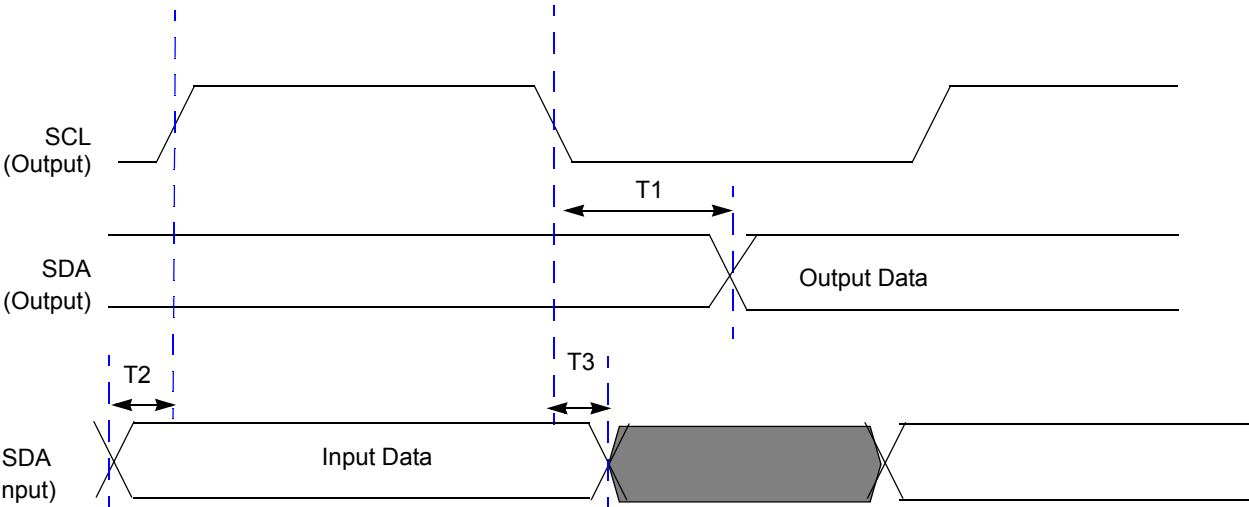 SCL
(Output)
T1
SDA
(Output)
Output Data
T2
T3
SDA
nput)
Input Data